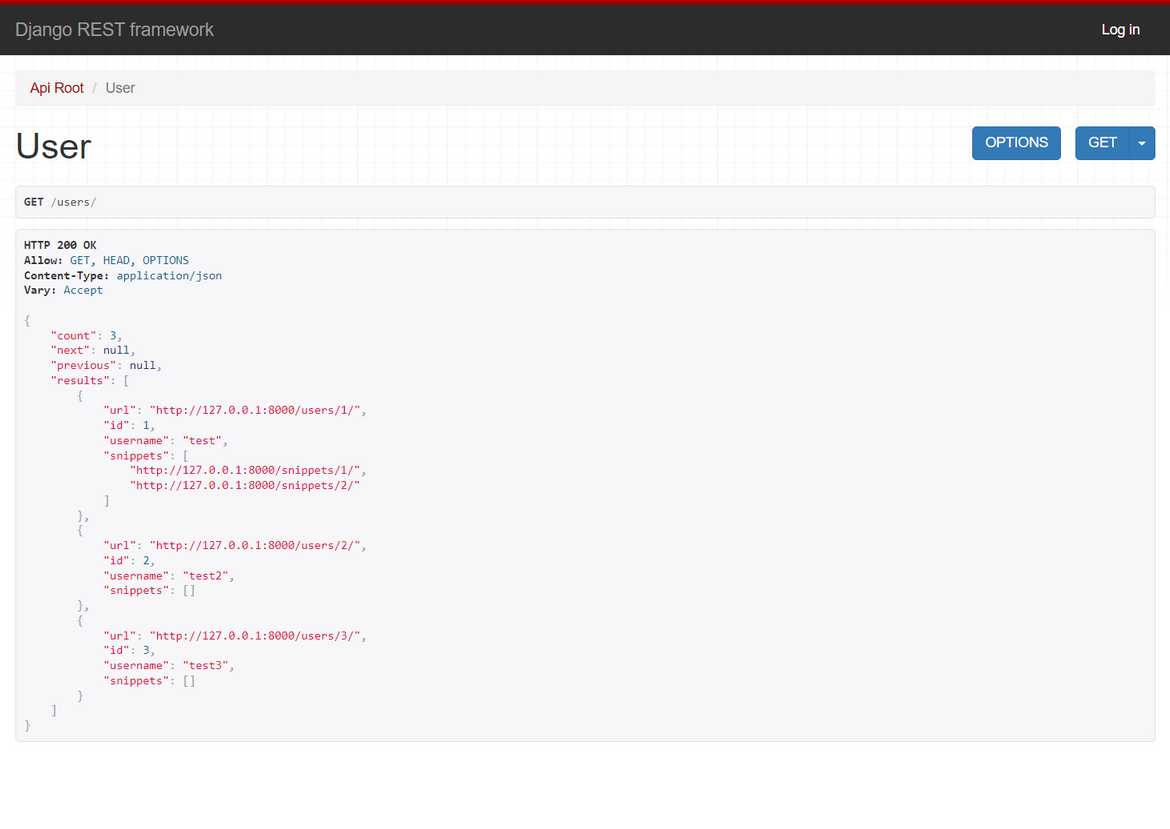 Django REST framework
Log in
Api Root / User
User
OPTIONS
GET
GET /users/
HTTP 200 OK
Allow: GET, HEAD, OPTIONS
Content-Type: application/json
Vary: Accept
{
    "count": 3,
    "next": null,
    "previous": null,
    "results": [
        {
            "url": "http://127.0.0.1:8000/users/1/",
            "id": 1,
            "username": "test",
            "snippets": [
                "http://127.0.0.1:8000/snippets/1/",
                "http://127.0.0.1:8000/snippets/2/"
            ]
        },
        {
            "url": "http://127.0.0.1:8000/users/2/",
            "id": 2,
            "username": "test2",
            "snippets": []
        },
        {
            "url": "http://127.0.0.1:8000/users/3/",
            "id": 3,
            "username": "test3",
            "snippets": []
        }
    ]
}